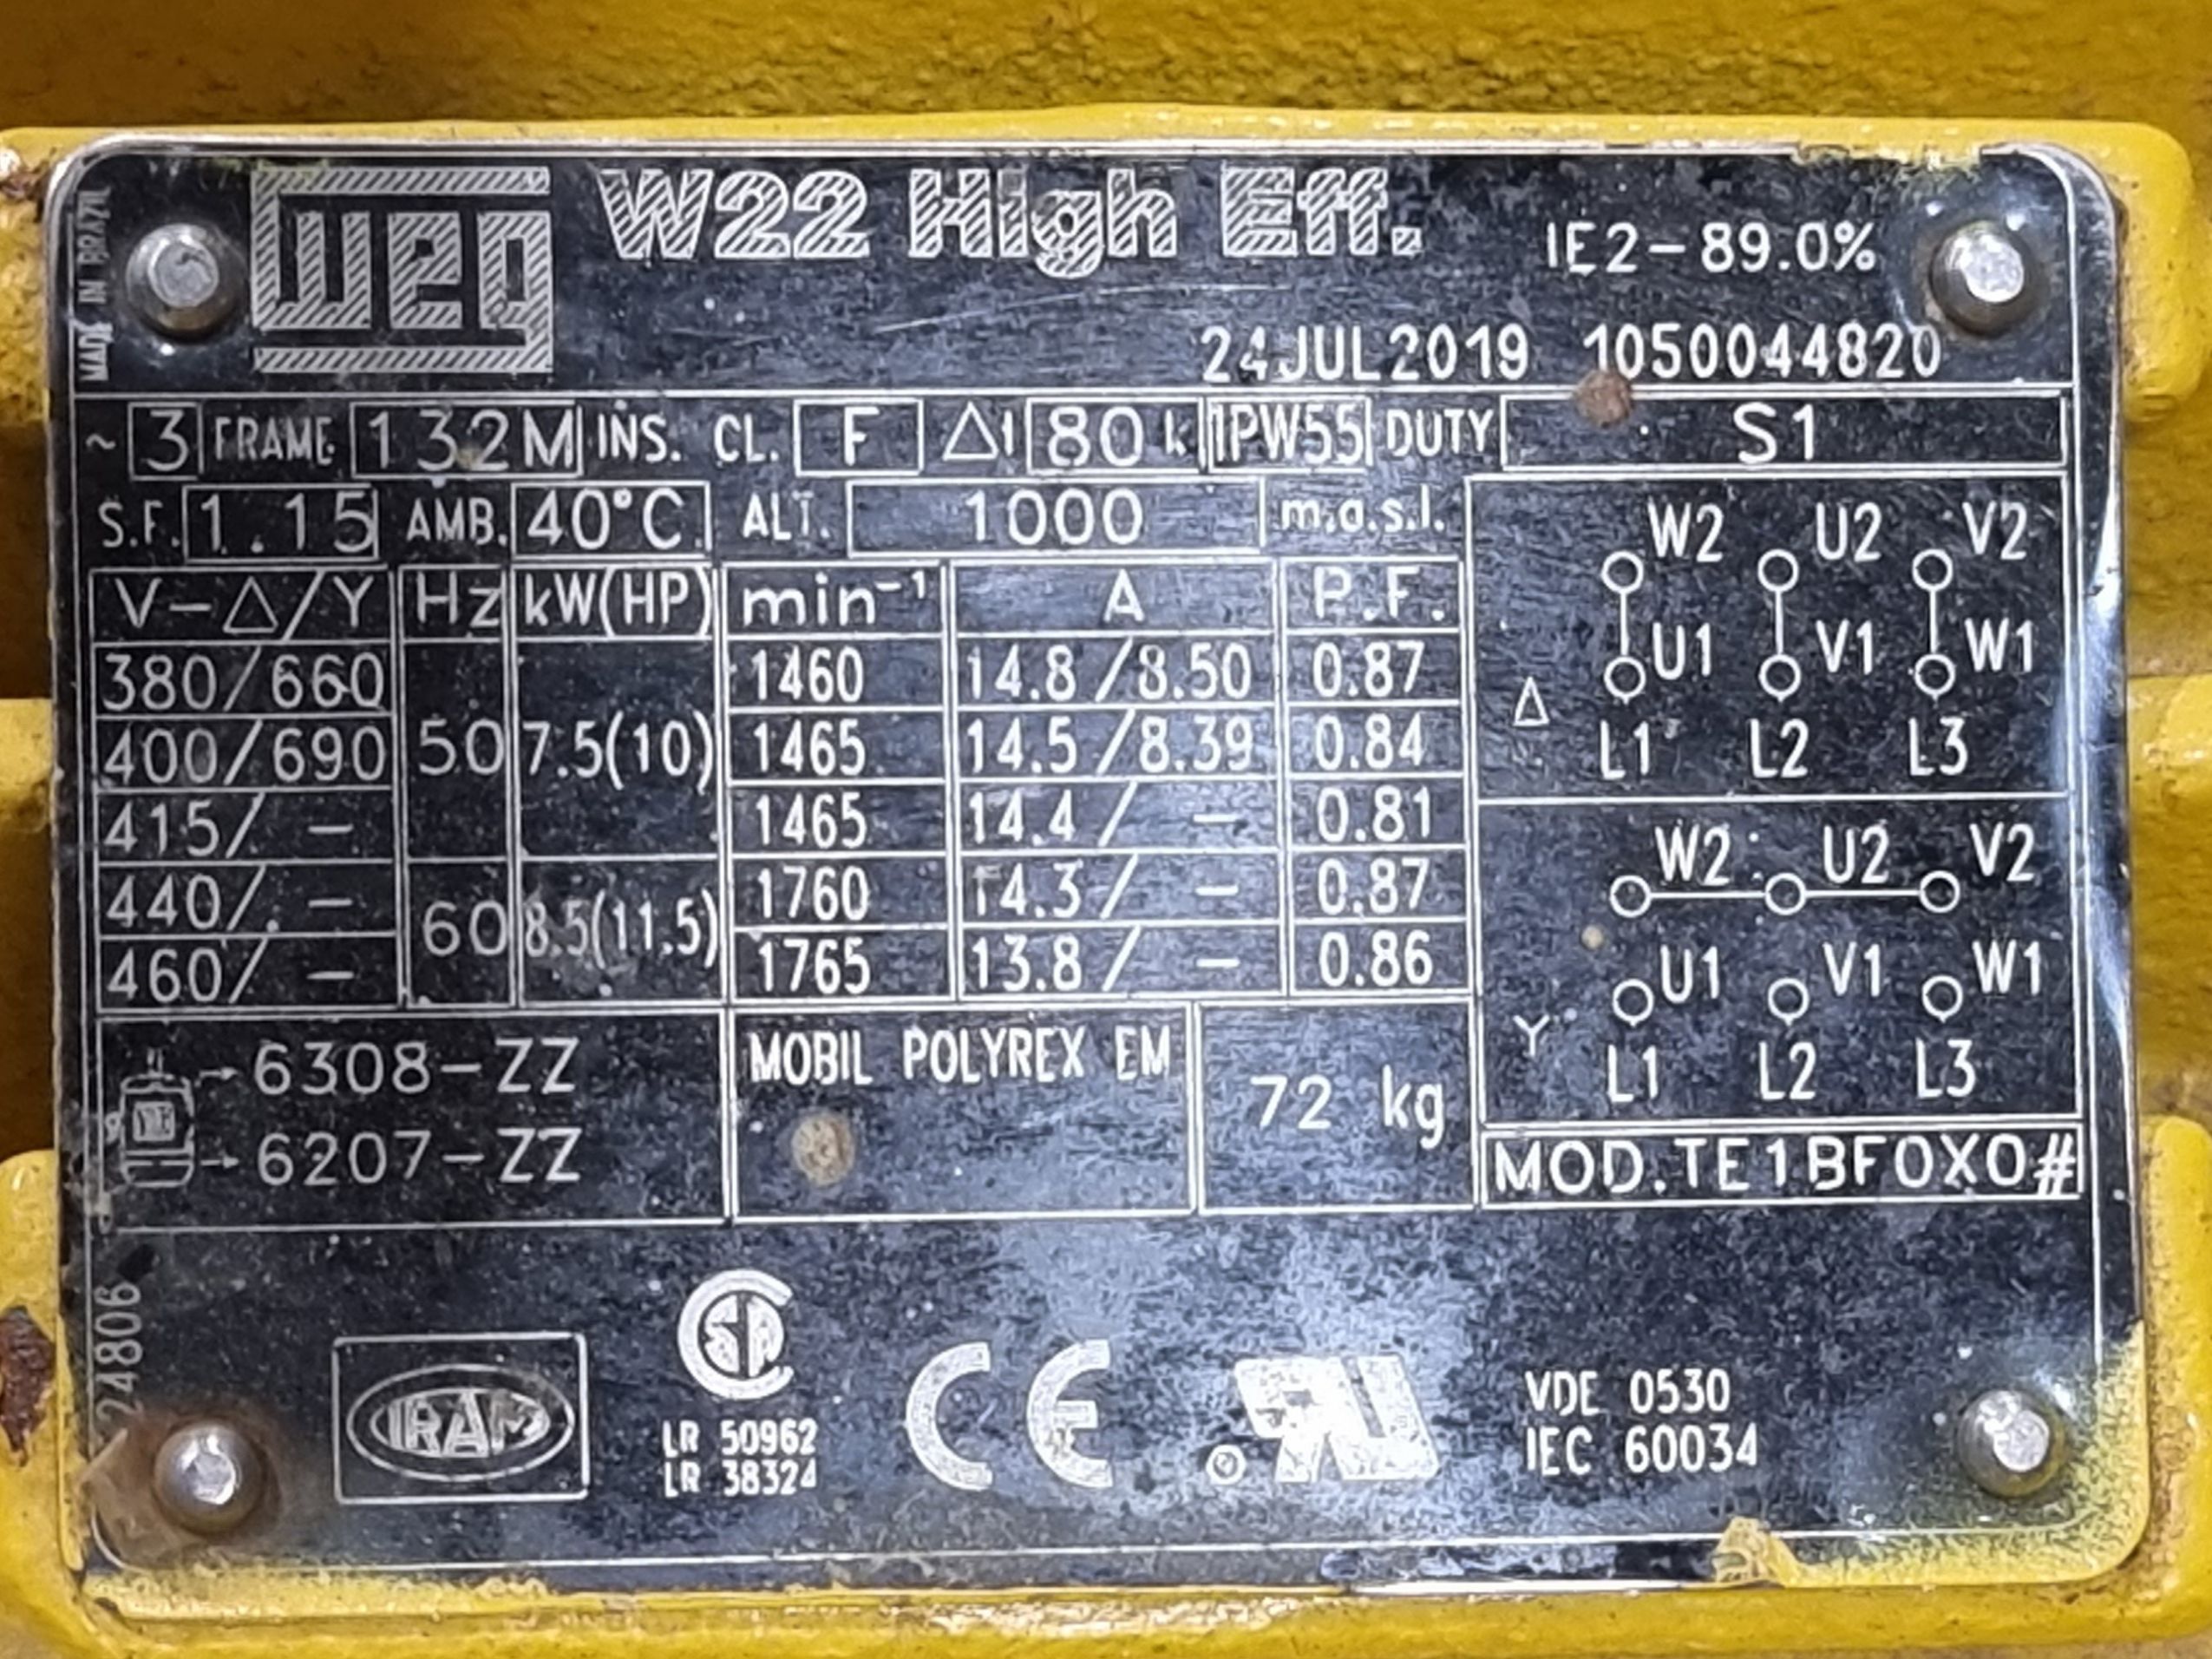 MADE IN BRAZIL
weg W22 High Eff. IE2-89.0%
24JUL2019 1050044820
~ 3 FRAME 132M INS. CL. F Δt 80 k IPW55 DUTY S1
S.F. 1.15 AMB. 40°C ALT. 1000 m.a.s.l.
V-Δ/Y Hz kW(HP) min⁻¹ A P.F.
380/660 1460 14.8/8.50 0.87
400/690 50 7.5(10) 1465 14.5/8.39 0.84
415/ - 1465 14.4/ - 0.81
440/ - 1760 14.3/ - 0.87
60 8.5(11.5)
460/ - 1765 13.8/ - 0.86
W2 U2 V2
U1 V1 W1
Δ
L1 L2 L3
W2 U2 V2
U1 V1 W1
Y
L1 L2 L3
6308-ZZ MOBIL POLYREX EM 72 kg
6207-ZZ
MOD.TE1BF0X0#
24806
IRAM
LR 50962
LR 38324
CE
VDE 0530
IEC 60034